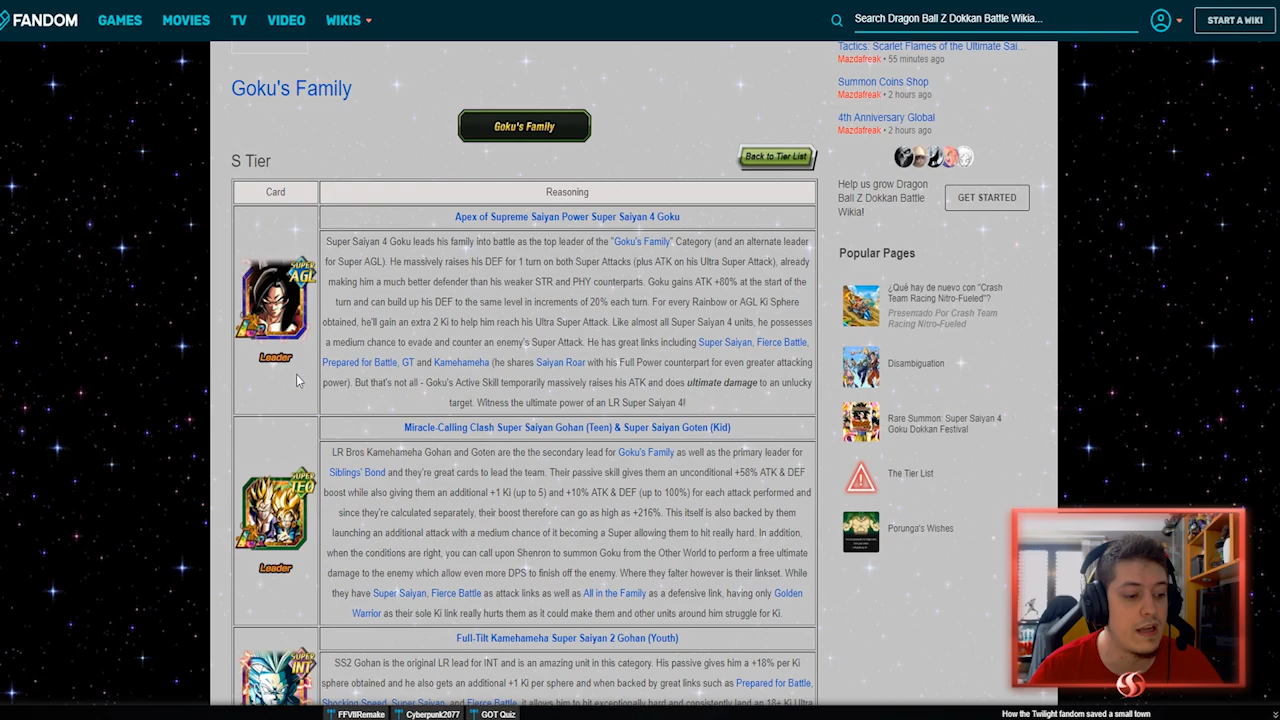 FANDOM GAMES MOVIES TV VIDEO WIKIS Search Dragon Ball Z Dokkan Battle Wikia... START A WIKI
Goku's Family
Goku's Family
S Tier
Back to Tier List
Card Reasoning
Apex of Supreme Saiyan Power Super Saiyan 4 Goku
SUPER AGL
Leader
Super Saiyan 4 Goku leads his family into battle as the top leader of the "Goku's Family" Category (and an alternate leader
for Super AGL). He massively raises his DEF for 1 turn on both Super Attacks (plus ATK on his Ultra Super Attack), already
making him a much better defender than his weaker STR and PHY counterparts. Goku gains ATK +80% at the start of the
turn and can build up his DEF to the same level in increments of 20% each turn. For every Rainbow or AGL Ki Sphere
obtained, he'll gain an extra 2 Ki to help him reach his Ultra Super Attack. Like almost all Super Saiyan 4 units, he possesses
a medium chance to evade and counter an enemy's Super Attack. He has great links including Super Saiyan, Fierce Battle,
Prepared for Battle, GT and Kamehameha (he shares Saiyan Roar with his Full Power counterpart for even greater attacking
power). But that's not all - Goku's Active Skill temporarily massively raises his ATK and does ultimate damage to an unlucky
target. Witness the ultimate power of an LR Super Saiyan 4!
Miracle-Calling Clash Super Saiyan Gohan (Teen) & Super Saiyan Goten (Kid)
SUPER TEQ
Leader
LR Bros Kamehameha Gohan and Goten are the the secondary lead for Goku's Family as well as the primary leader for
Siblings' Bond and they're great cards to lead the team. Their passive skill gives them an unconditional +58% ATK & DEF
boost while also giving them an additional +1 Ki (up to 5) and +10% ATK & DEF (up to 100%) for each attack performed and
since they're calculated separately, their boost therefore can go as high as +216%. This itself is also backed by them
launching an additional attack with a medium chance of it becoming a Super allowing them to hit really hard. In addition,
when the conditions are right, you can call upon Shenron to summon Goku from the Other World to perform a free ultimate
damage to the enemy which allow even more DPS to finish off the enemy. Where they falter however is their linkset. While
they have Super Saiyan, Fierce Battle as attack links as well as All in the Family as a defensive link, having only Golden
Warrior as their sole Ki link really hurts them as it could make them and other units around him struggle for Ki.
Full-Tilt Kamehameha Super Saiyan 2 Gohan (Youth)
SUPER INT
SS2 Gohan is the original LR lead for INT and is an amazing unit in this category. His passive gives him a +18% per Ki
sphere obtained and he also gets an additional +1 Ki per sphere and when backed by great links such as Prepared for Battle,
Shocking Speed, Super Saiyan, and Fierce Battle, it allows him to hit exceptionally hard and consistently land an 18+ Ki Ultra
Tactics: Scarlet Flames of the Ultimate Sai...
Mazdafreak • 55 minutes ago
Summon Coins Shop
Mazdafreak • 2 hours ago
4th Anniversary Global
Mazdafreak • 2 hours ago
Help us grow Dragon
Ball Z Dokkan Battle
Wikia!
GET STARTED
Popular Pages
¿Qué hay de nuevo con "Crash
Team Racing Nitro-Fueled"?
Presentado Por Crash Team
Racing Nitro-Fueled
Disambiguation
Rare Summon: Super Saiyan 4
Goku Dokkan Festival
The Tier List
Porunga's Wishes
FFVIIRemake Cyberpunk2077 GOT Quiz How the Twilight fandom saved a small town